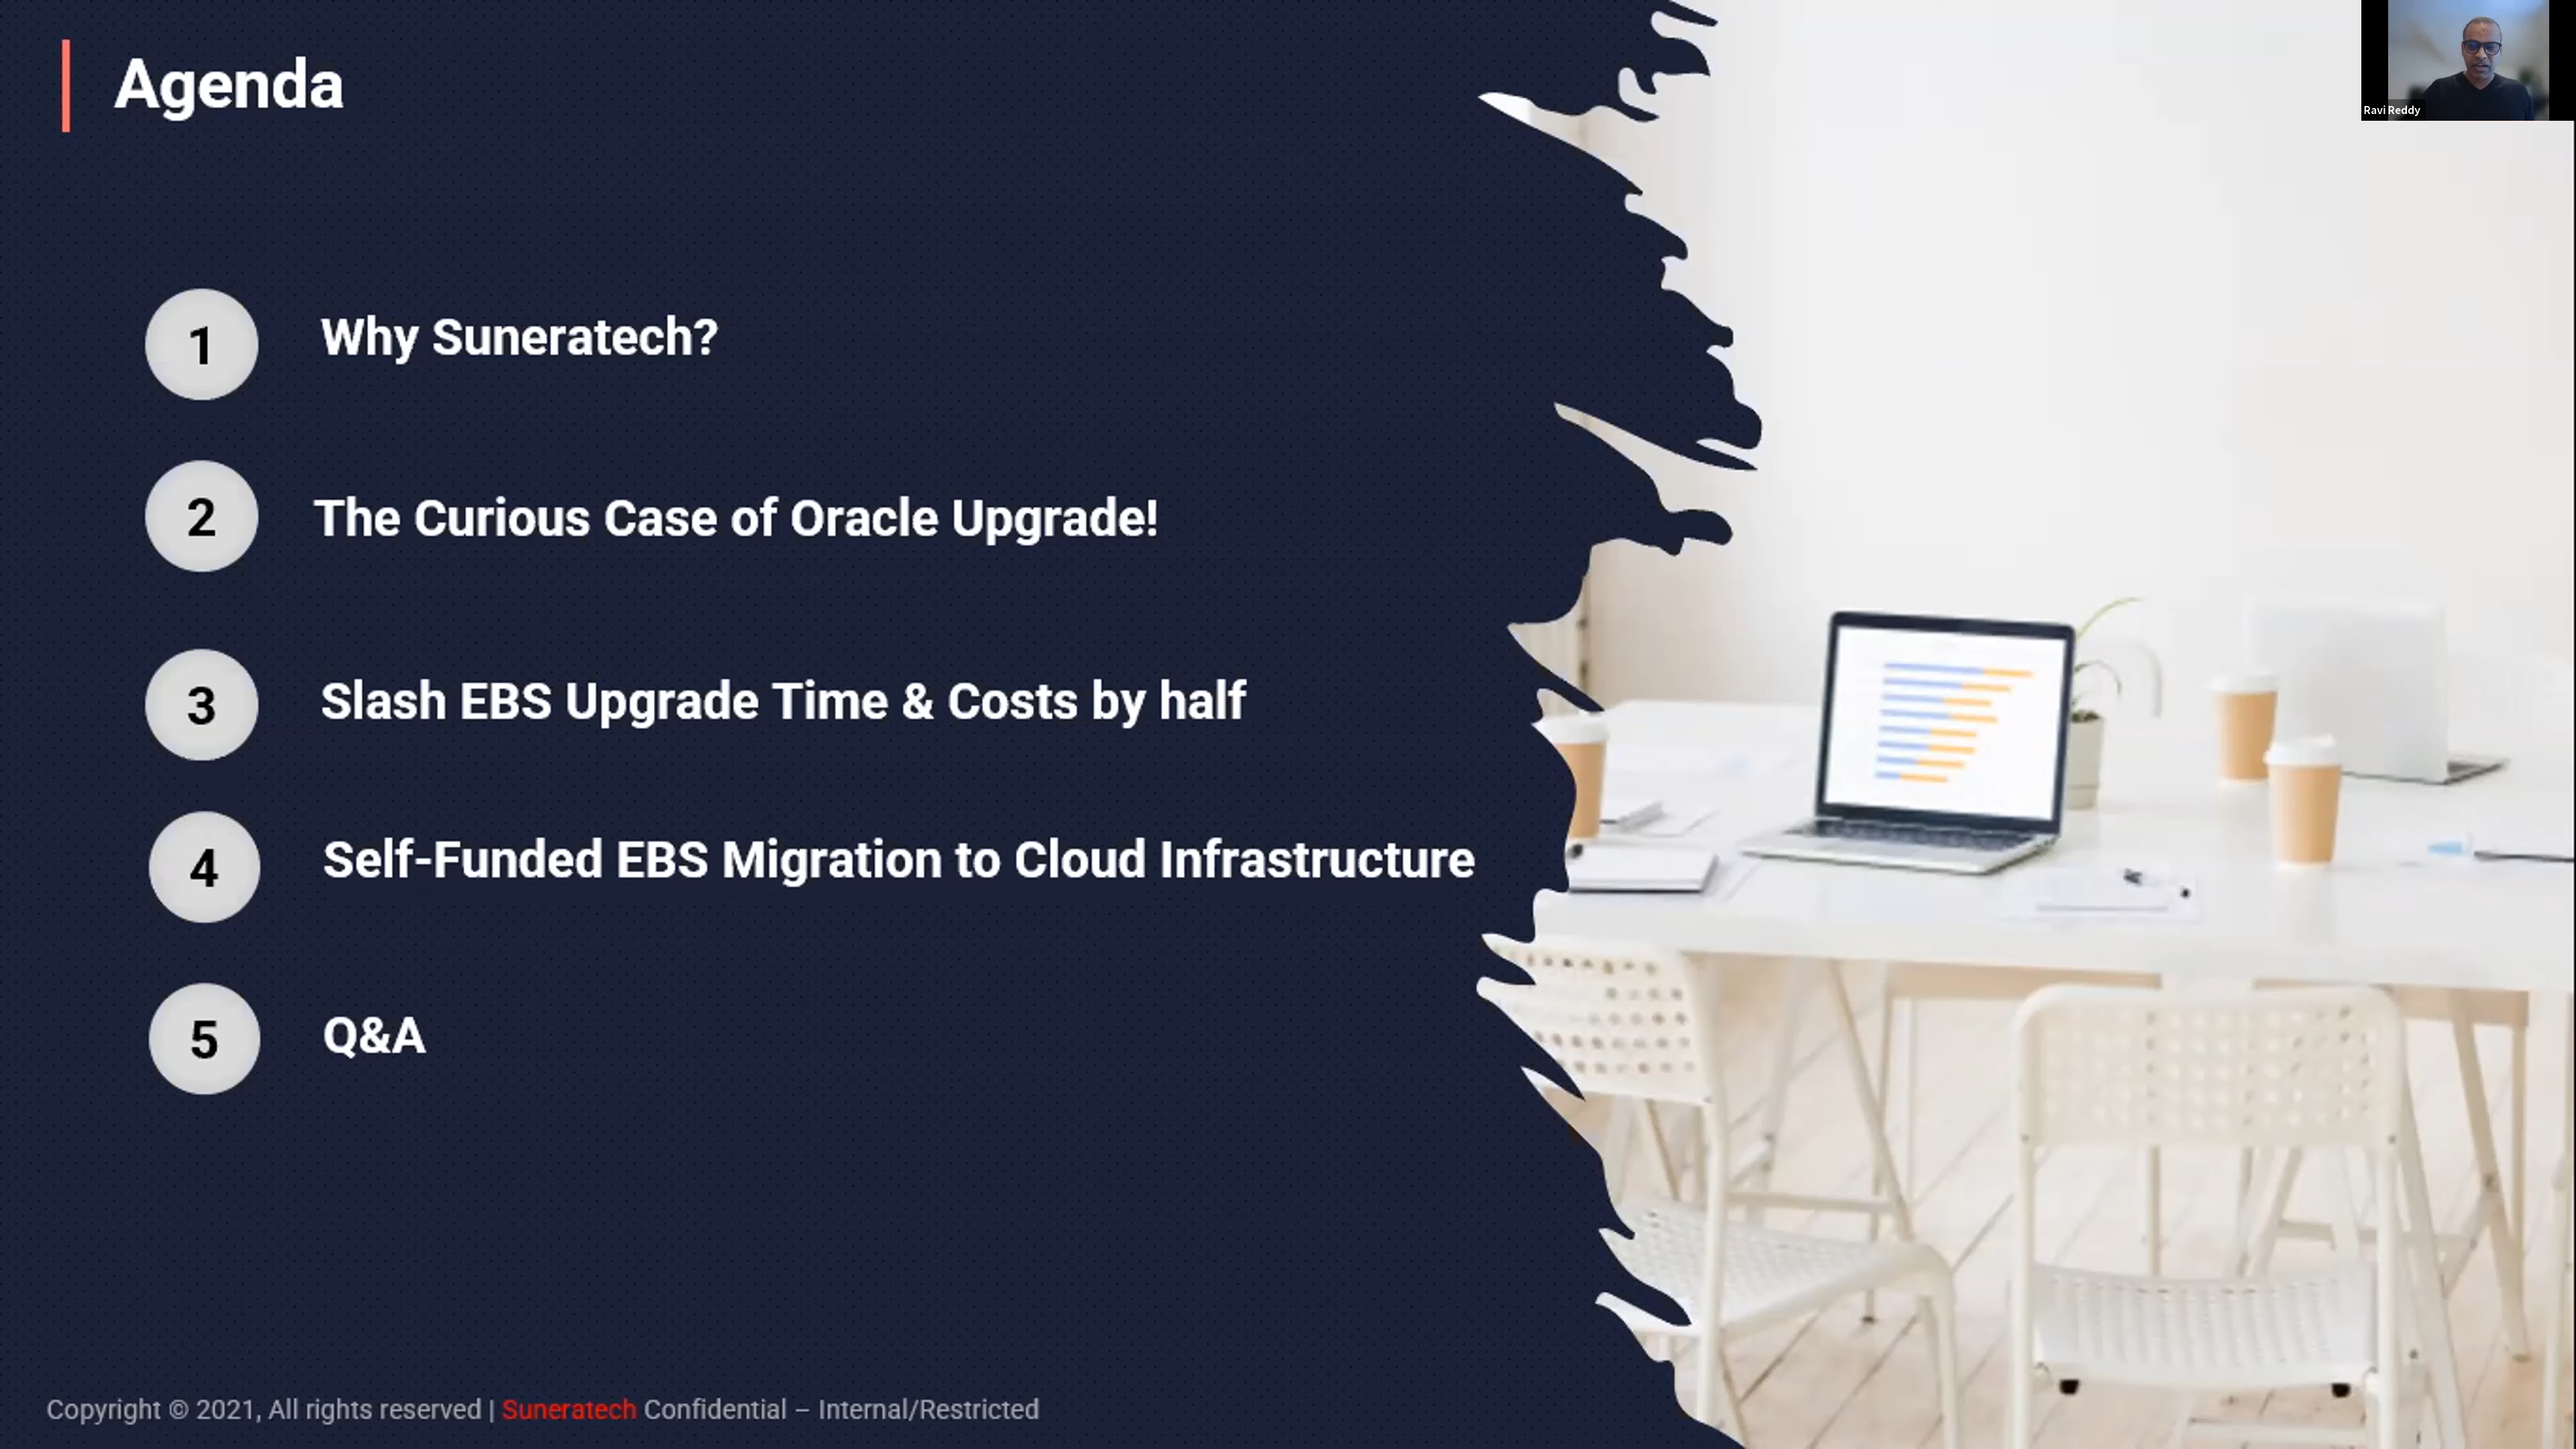 Agenda
Ravi Reddy
1 Why Suneratech?
2 The Curious Case of Oracle Upgrade!
3 Slash EBS Upgrade Time & Costs by half
4 Self-Funded EBS Migration to Cloud Infrastructure
5 Q&A
Copyright © 2021, All rights reserved | Suneratech Confidential – Internal/Restricted